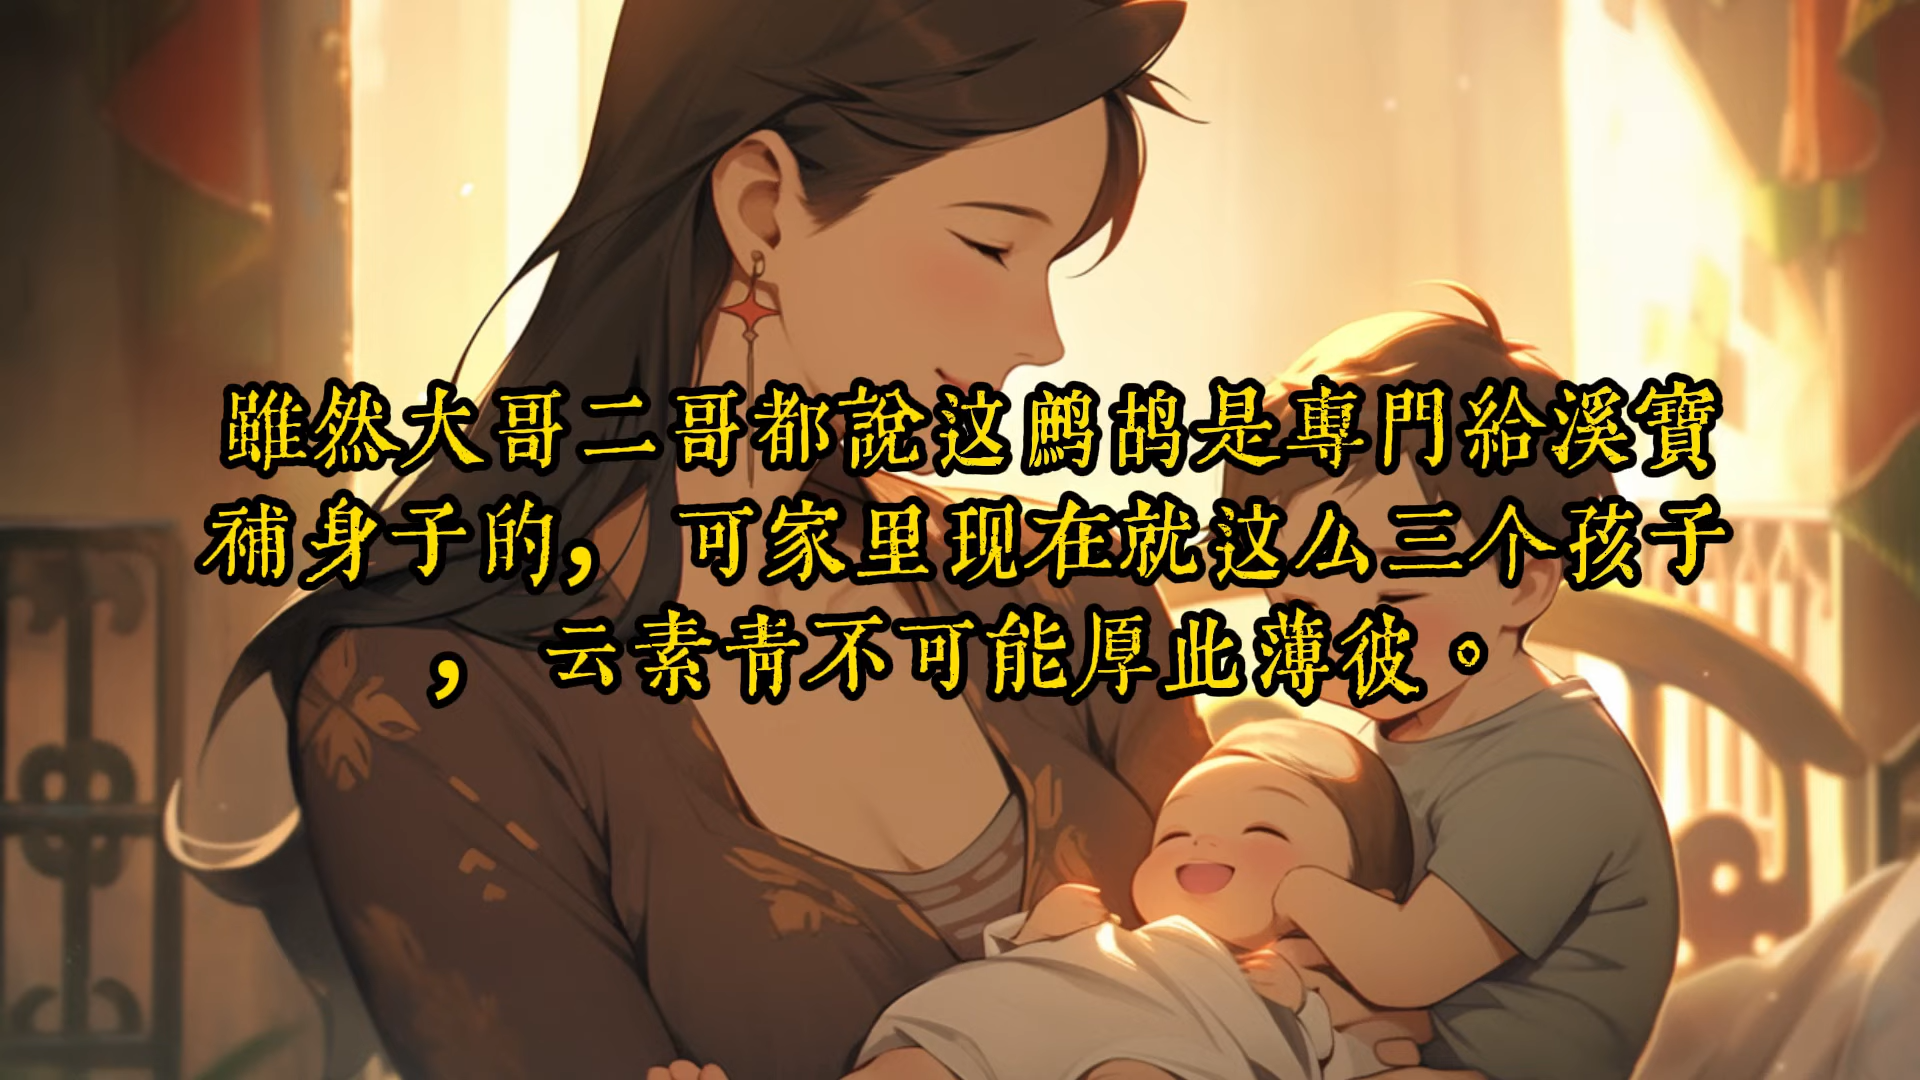 雖然大哥二哥都說这鹧鸪是專門給溪寶
補身子的， 可家里现在就这么三个孩子
， 云素青不可能厚此薄彼。